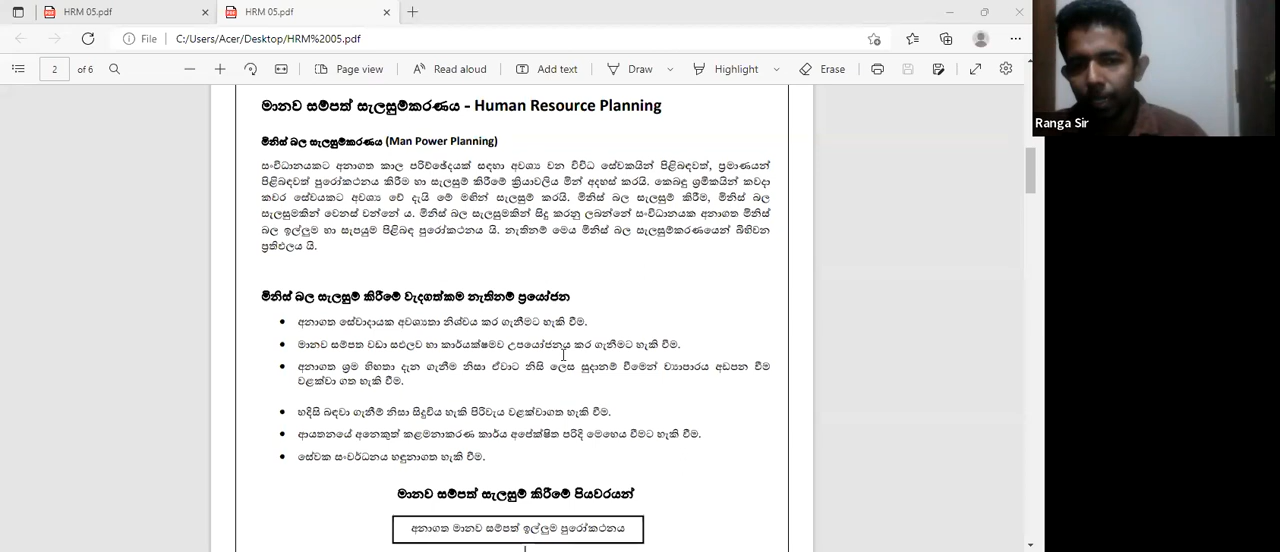 HRM 05.pdf
HRM 05.pdf
File
C:/Users/Acer/Desktop/HRM%2005.pdf
2 of 6
Page view
Read aloud
Add text
Draw
Highlight
Erase
Ranga Sir
මානව සම්පත් සැලසුම්කරණය – Human Resource Planning
මිනිස් බල සැලසුම්කරණය (Man Power Planning)
සංවිධානයකට අනාගත කාල පරිච්ඡේදයක් සඳහා අවශ්‍ය වන විවිධ සේවකයින් පිළිබඳවත්, ප්‍රමාණයන්
පිළිබඳවත් පුරෝකථනය කිරීම හා සැලසුම් කිරීමේ ක්‍රියාවලිය මින් අදහස් කරයි. කෙබඳු ශ්‍රමිකයින් කවදා
කවර සේවයකට අවශ්‍ය වේ දැයි මේ මඟින් සැලසුම් කරයි. මිනිස් බල සැලසුම් කිරීම, මිනිස් බල
සැලසුමකින් වෙනස් වන්නේ ය. මිනිස් බල සැලසුමකින් සිදු කරනු ලබන්නේ සංවිධානයක අනාගත මිනිස්
බල ඉල්ලුම හා සැපයුම පිළිබඳ පුරෝකථනය යි. නැතිනම් මෙය මිනිස් බල සැලසුම්කරණයෙන් බිහිවන
ප්‍රතිඵලය යි.
මිනිස් බල සැලසුම් කිරීමේ වැදගත්කම නැතිනම් ප්‍රයෝජන
• අනාගත සේවාදායක අවශ්‍යතා නිශ්චය කර ගැනීමට හැකි වීම.
• මානව සම්පත වඩා සඵලව හා කාර්යක්ෂමව උපයෝජනය කර ගැනීමට හැකි වීම.
• අනාගත ශ්‍රම හිඟතා දැන ගැනීම නිසා ඒවාට නිසි ලෙස සූදානම් වීමෙන් ව්‍යාපාරය අඩපන වීම
වළක්වා ගත හැකි වීම.
• හදිසි බඳවා ගැනීම් නිසා සිදුවිය හැකි පිරිවැය වළක්වාගත හැකි වීම.
• ආයතනයේ අනෙකුත් කළමනාකරණ කාර්ය අපේක්ෂිත පරිදි මෙහෙය වීමට හැකි වීම.
• සේවක සංවර්ධනය හඳුනාගත හැකි වීම.
මානව සම්පත් සැලසුම් කිරීමේ පියවරයන්
අනාගත මානව සම්පත් ඉල්ලුම පුරෝකථනය